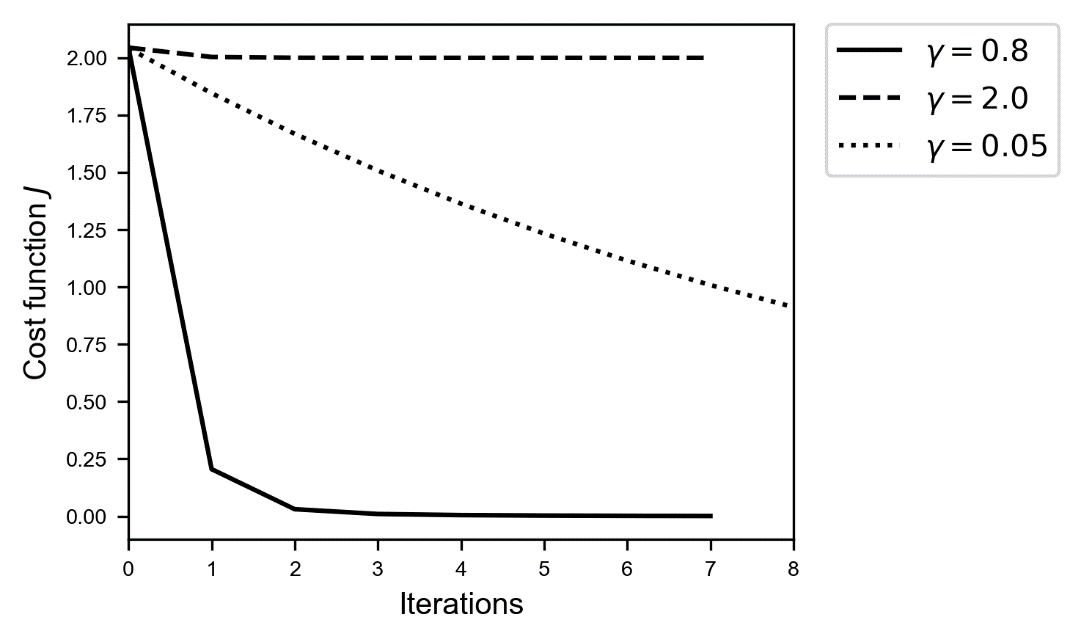 γ = 0.8
γ = 2.0
γ = 0.05
Cost function J
2.00
1.75
1.50
1.25
1.00
0.75
0.50
0.25
0.00
0 1 2 3 4 5 6 7 8
Iterations